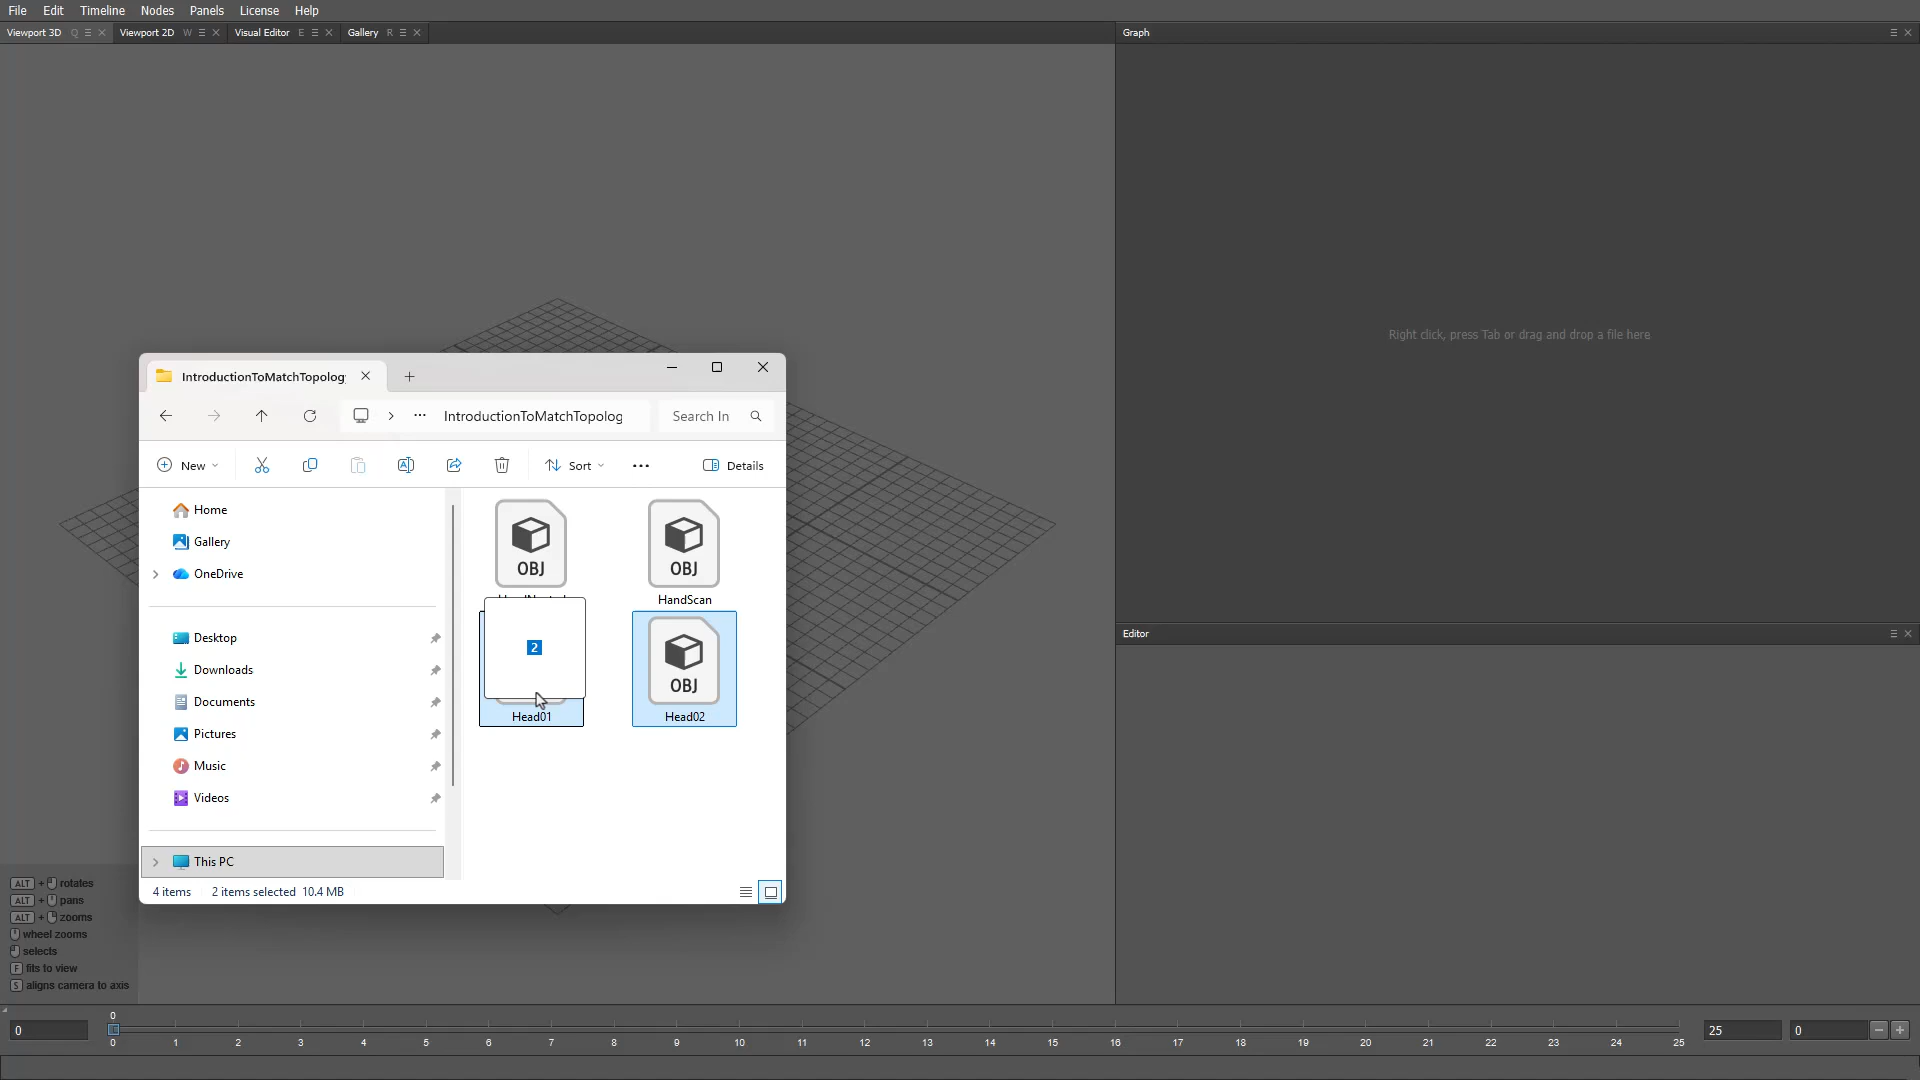 File Edit Timeline Nodes Panels License Help
Viewport 3D Q Viewport 2D W Visual Editor E Gallery R
Graph
Right click, press Tab or drag and drop a file here
IntroductionToMatchTopology
IntroductionToMatchTopolog
Search In
New
Sort
Details
Home
Gallery
OneDrive
Desktop
Downloads
Documents
Pictures
Music
Videos
This PC
OBJ
OBJ
HandScan
2
OBJ
Head01
Head02
4 items 2 items selected 10.4 MB
Editor
ALT + rotates
ALT + pans
ALT + zooms
wheel zooms
selects
F fits to view
S aligns camera to axis
0
0
0 1 2 3 4 5 6 7 8 9 10 11 12 13 14 15 16 17 18 19 20 21 22 23 24 25
25
0